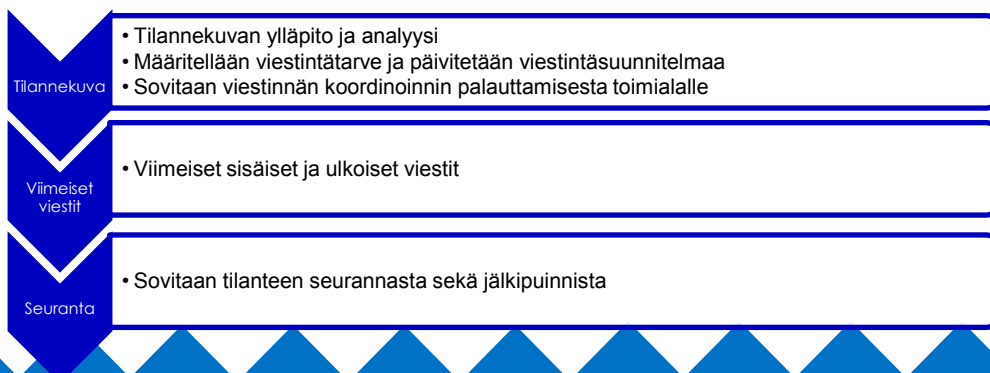 Tilannekuva
• Tilannekuvan ylläpito ja analyysi
• Määritellään viestintätarve ja päivitetään viestintäsuunnitelmaa
• Sovitaan viestinnän koordinoinnin palauttamisesta toimialalle
Viimeiset
viestit
• Viimeiset sisäiset ja ulkoiset viestit
Seuranta
• Sovitaan tilanteen seurannasta sekä jälkipuinnista